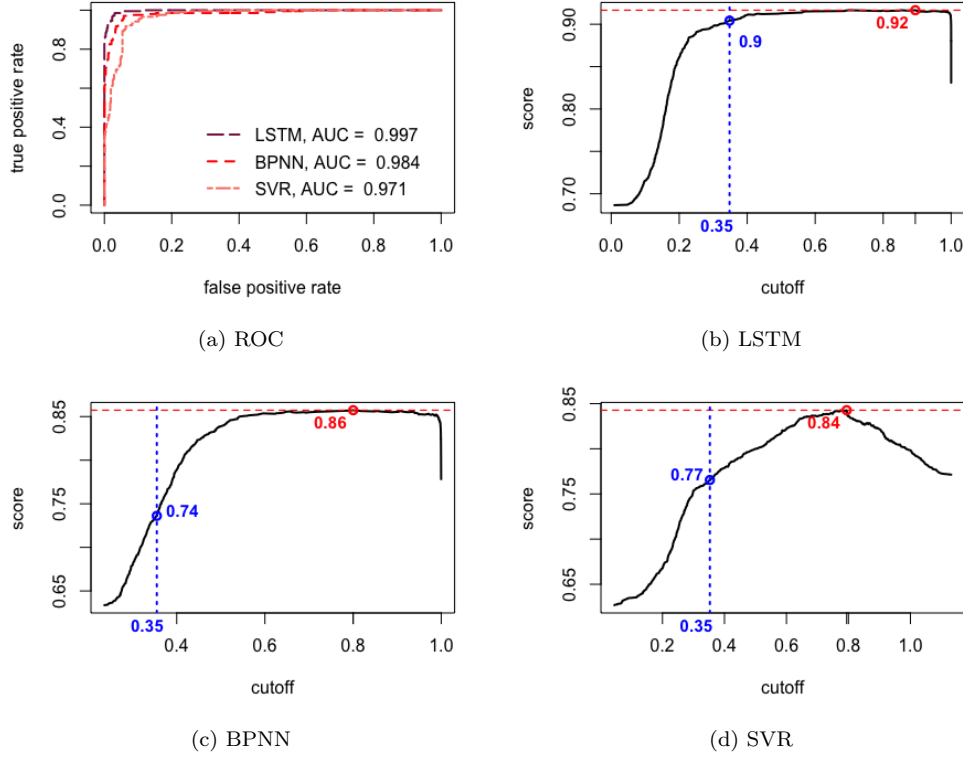 true positive rate
0.0 0.4 0.8
LSTM, AUC = 0.997
BPNN, AUC = 0.984
SVR, AUC = 0.971
0.0 0.2 0.4 0.6 0.8 1.0
false positive rate
(a) ROC
score
0.70 0.80 0.90
0.92
0.9
0.35
0.0 0.2 0.4 0.6 0.8 1.0
cutoff
(b) LSTM
score
0.65 0.75 0.85
0.86
0.74
0.35
0.4 0.6 0.8 1.0
cutoff
(c) BPNN
score
0.65 0.75 0.85
0.84
0.77
0.35
0.2 0.4 0.6 0.8 1.0
cutoff
(d) SVR